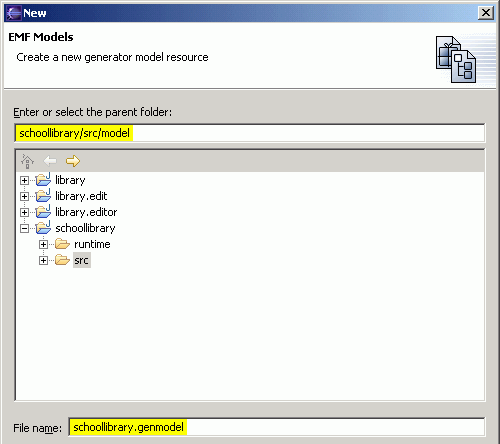 New
EMF Models
Create a new generator model resource
Enter or select the parent folder:
schoollibrary/src/model
library
library.edit
library.editor
schoollibrary
runtime
src
File name: schoollibrary.genmodel